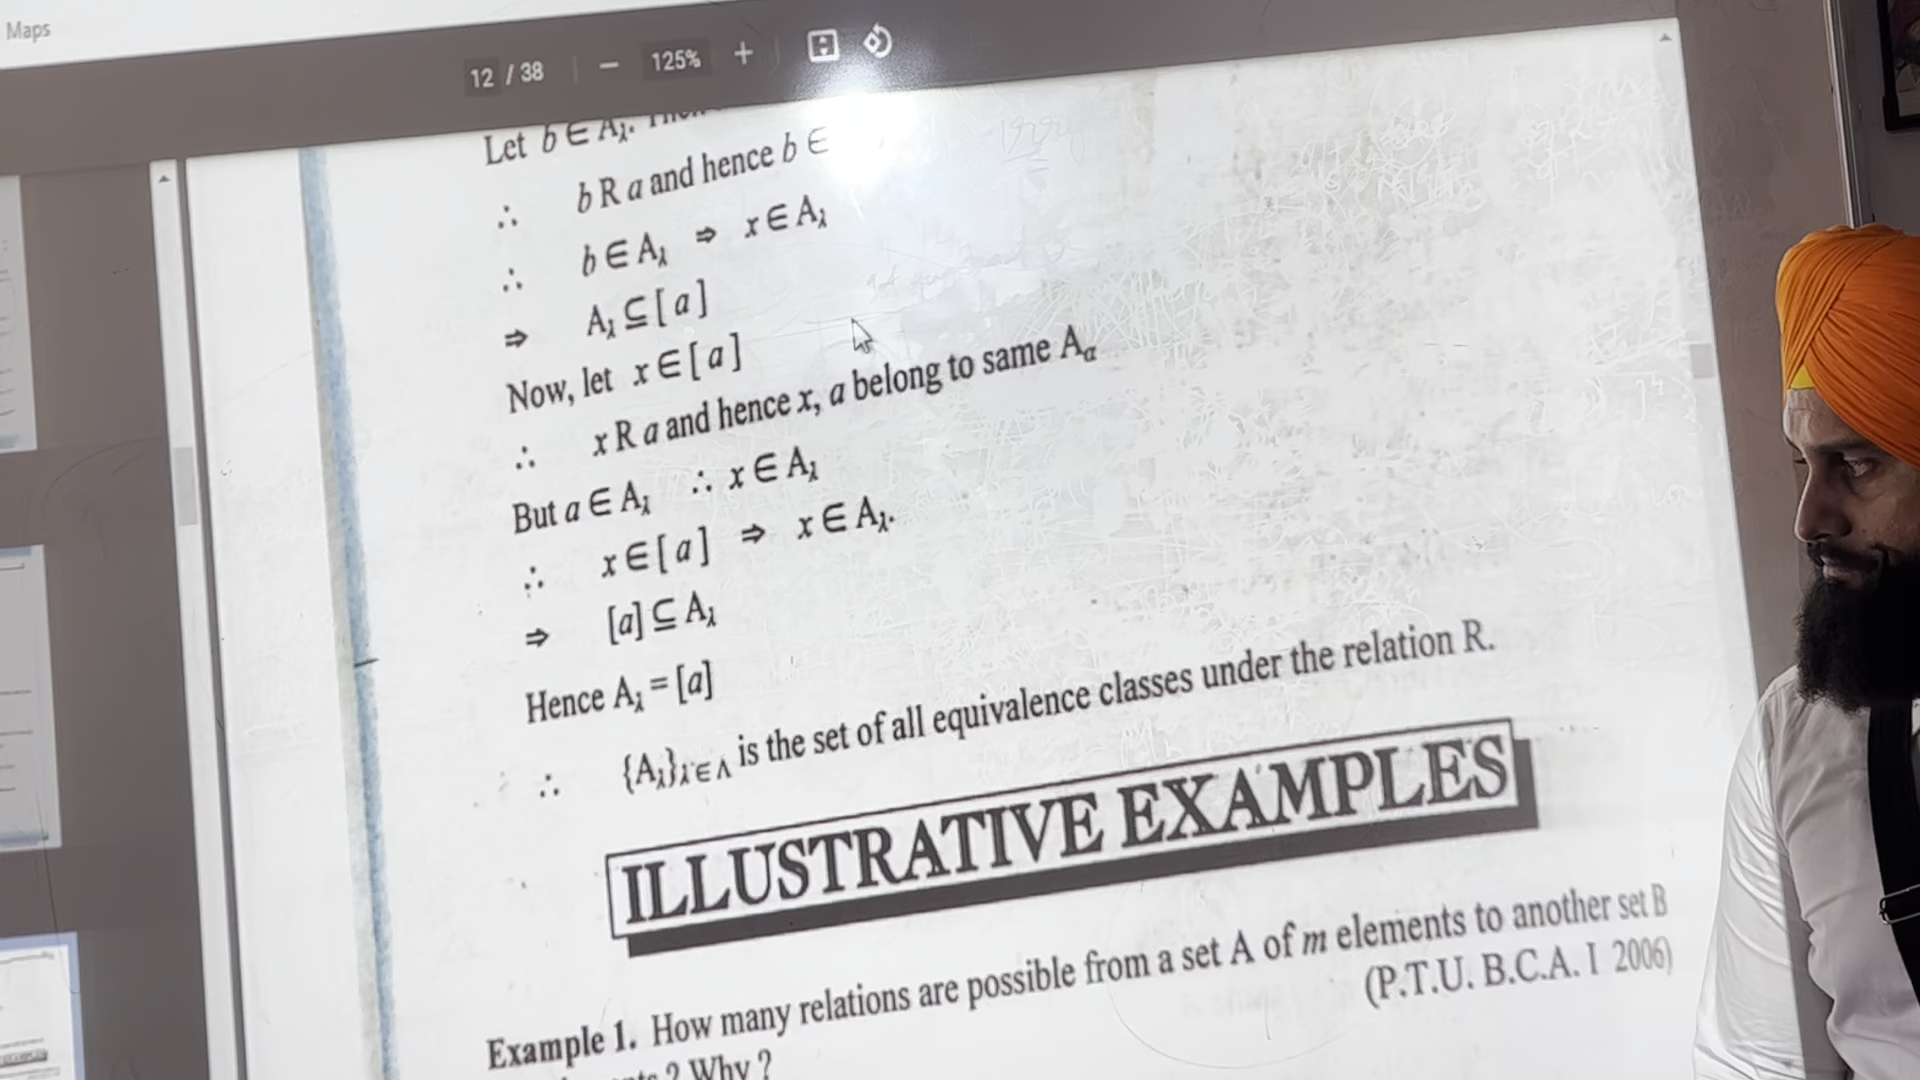 Maps
12 / 38 − 125% +
Let b ∈ A_λ.
∴ b R a and hence b ∈
∴ b ∈ A_λ ⇒ x ∈ A_λ
⇒ A_λ ⊆ [ a ]
Now, let x ∈ [ a ]
∴ x R a and hence x, a belong to same A_α
But a ∈ A_λ ∴ x ∈ A_λ
∴ x ∈ [ a ] ⇒ x ∈ A_λ.
⇒ [a] ⊆ A_λ
Hence A_λ = [a]
∴ {A_λ}_λ∈Λ is the set of all equivalence classes under the relation R.
ILLUSTRATIVE EXAMPLES
Example 1. How many relations are possible from a set A of m elements to another set B
? Why ?
(P.T.U. B.C.A. I 2006)